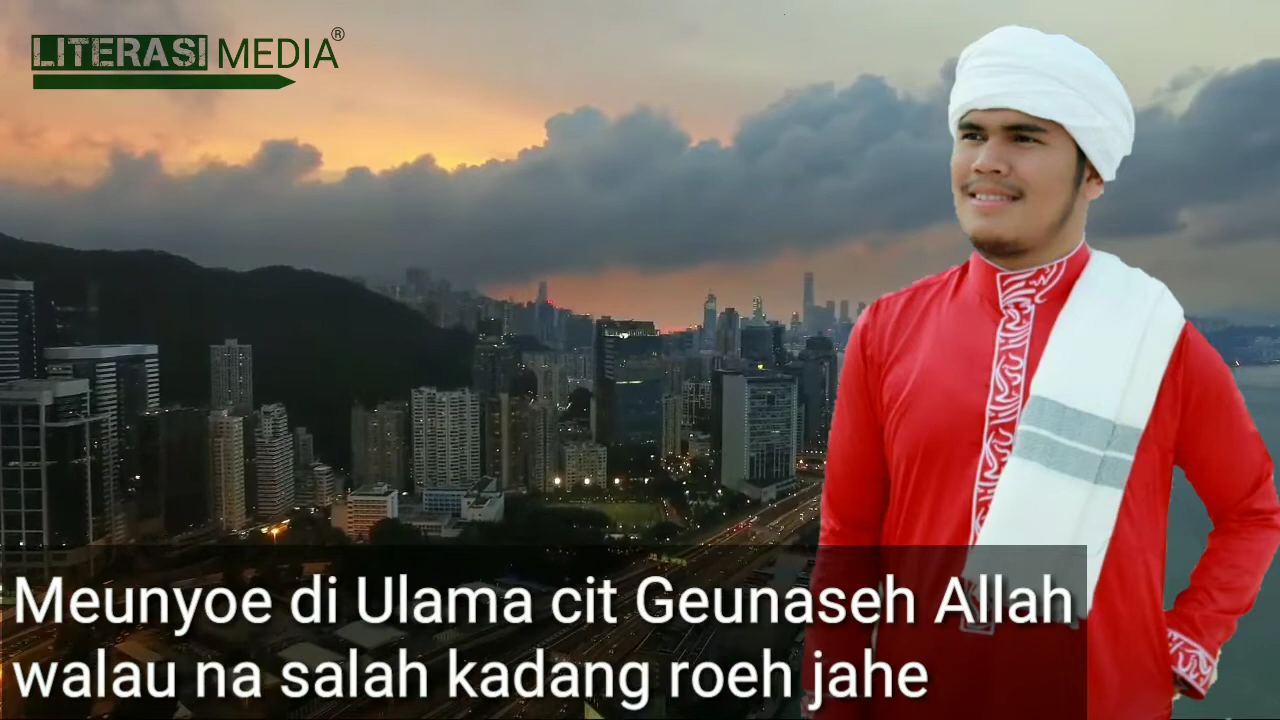 LITERASI MEDIA®
Meunyoe di Ulama cit Geunaseh Allah
walau na salah kadang roeh jahe